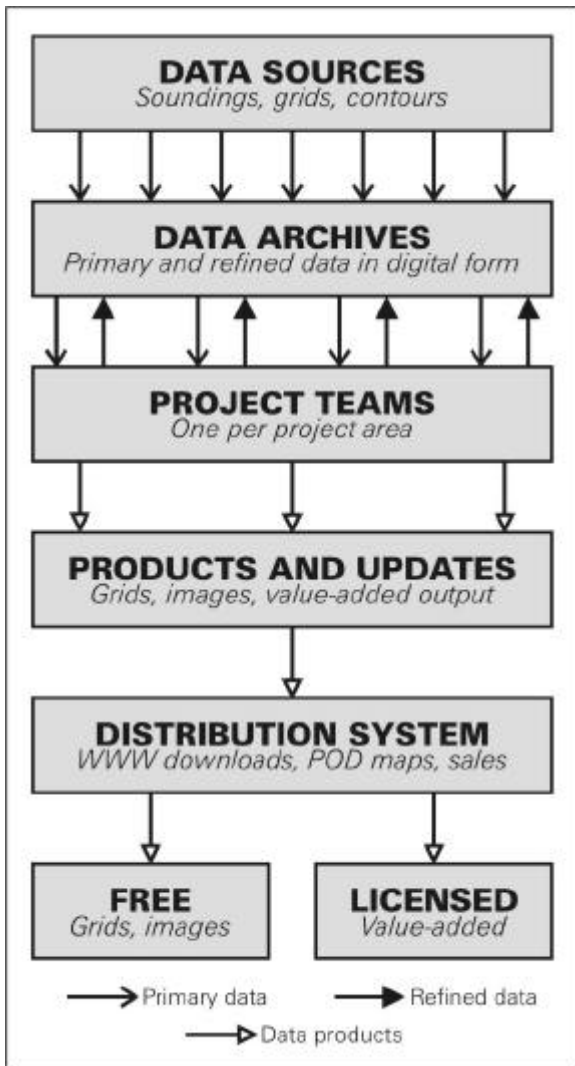 DATA SOURCES
Soundings, grids, contours
DATA ARCHIVES
Primary and refined data in digital form
PROJECT TEAMS
One per project area
PRODUCTS AND UPDATES
Grids, images, value-added output
DISTRIBUTION SYSTEM
WWW downloads, POD maps, sales
FREE
Grids, images
LICENSED
Value-added
Primary data
Refined data
Data products